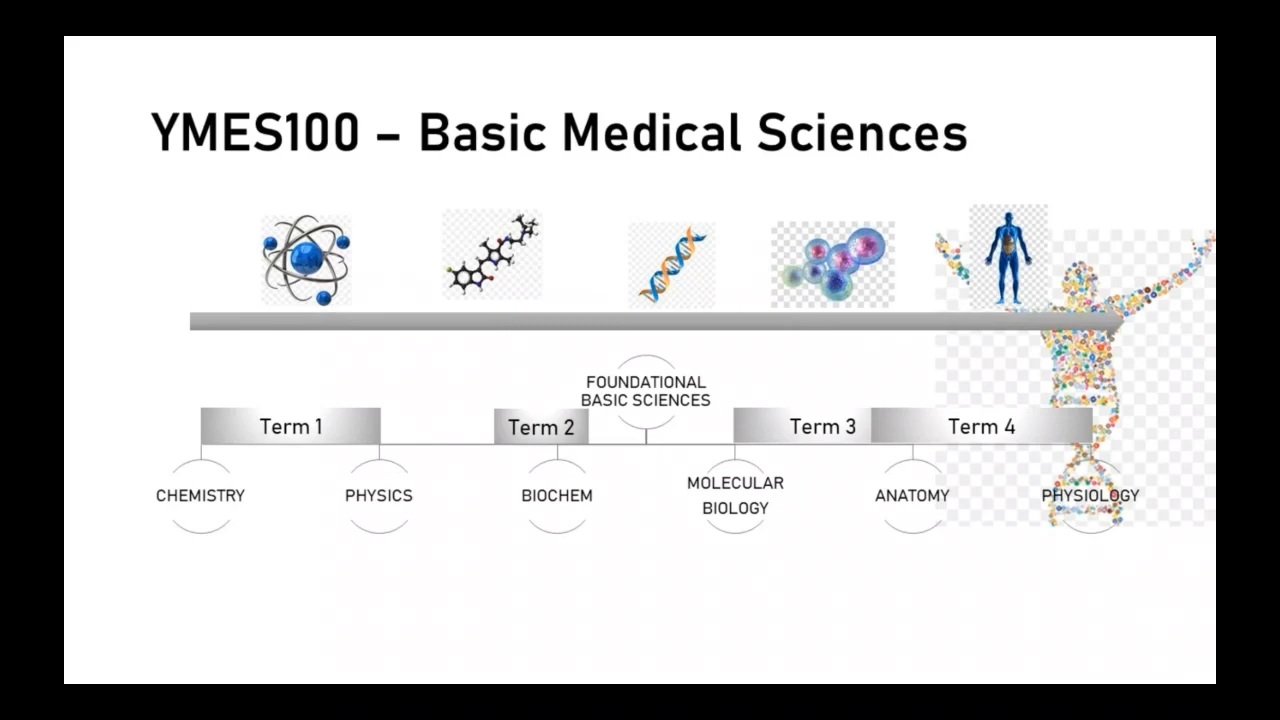 YMES100 – Basic Medical Sciences
FOUNDATIONAL
BASIC SCIENCES
Term 1
Term 2
Term 3
Term 4
CHEMISTRY
PHYSICS
BIOCHEM
MOLECULAR
BIOLOGY
ANATOMY
PHYSIOLOGY